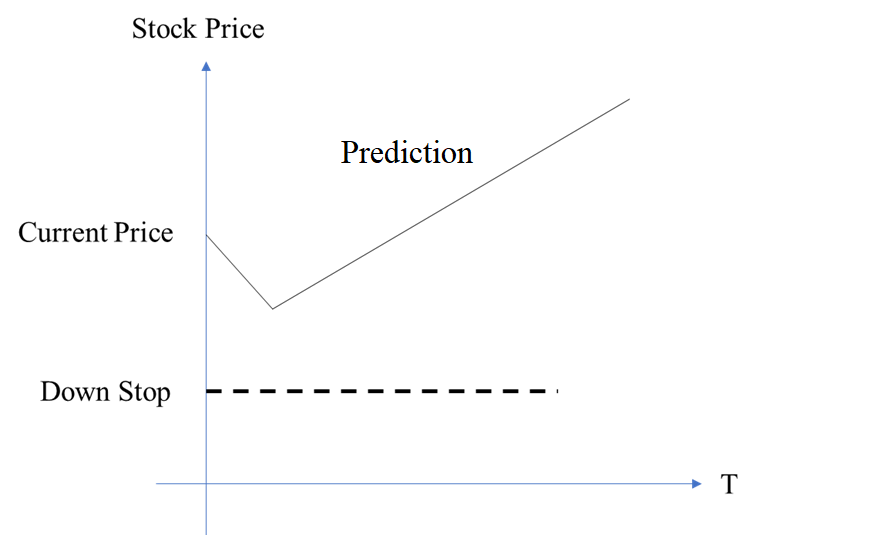 Stock Price
Prediction
Current Price
Down Stop
T